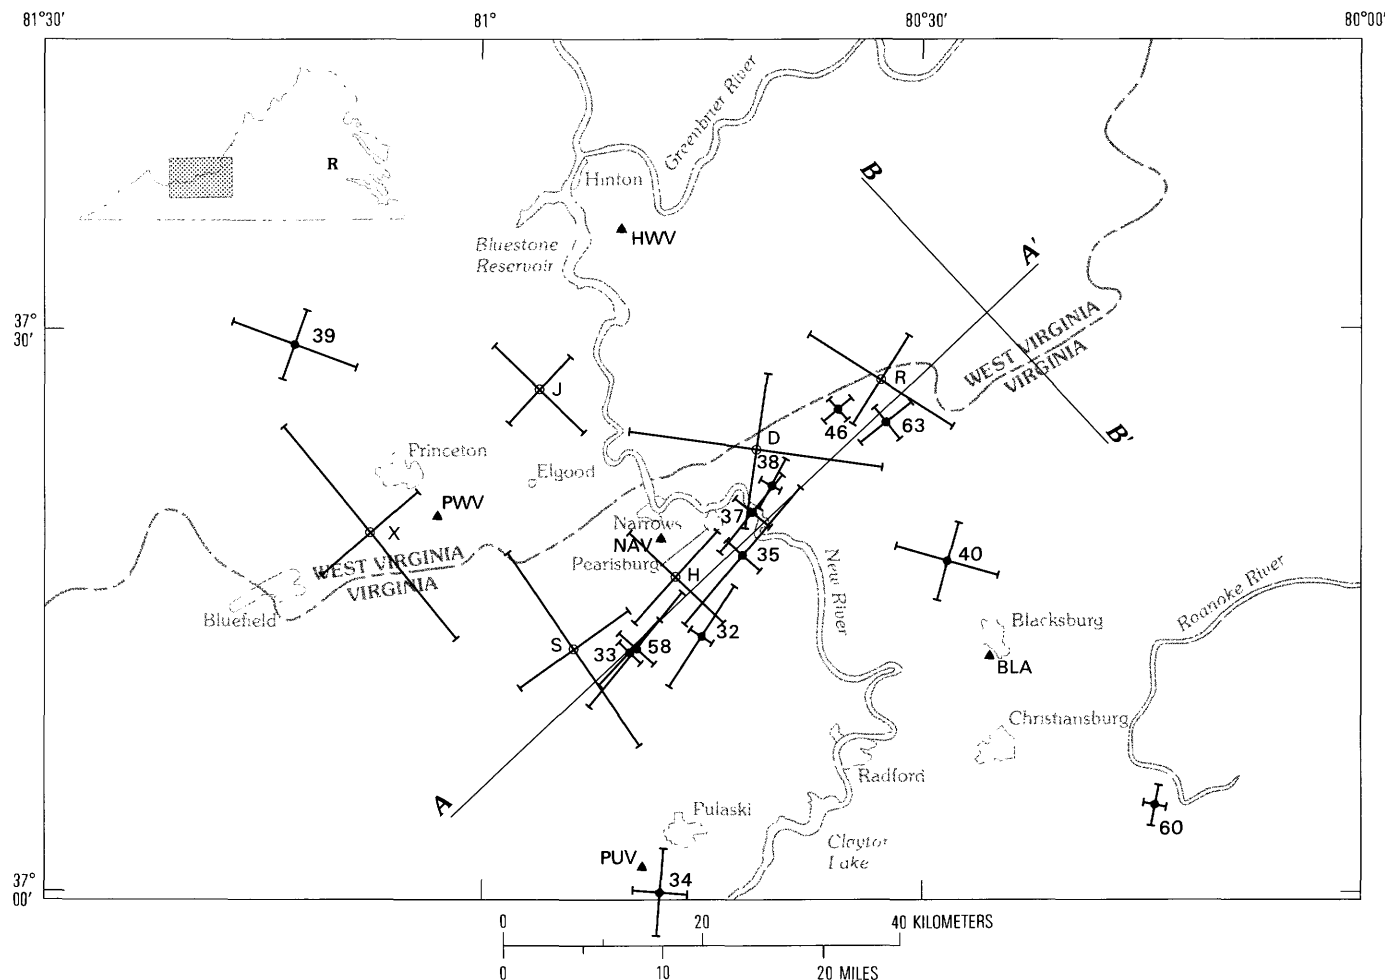 81°30'
81°
80°30'
80°00'
Greenbrier River
B
R
Hinton
HWV
Bluestone
Reservoir
A'
37°
30'
39
WEST VIRGINIA
VIRGINIA
R
J
46
63
B'
D
38
Princeton
Elgood
PWV
37
Narrows
NAV
X
35
40
WEST VIRGINIA
VIRGINIA
Pearisburg
H
New River
Roanoke River
Bluefield
Blacksburg
32
S
33
58
BLA
Christiansburg
Radford
A
Pulaski
60
Claytor
Lake
PUV
34
37°
00'
0 20 40 KILOMETERS
0 10 20 MILES